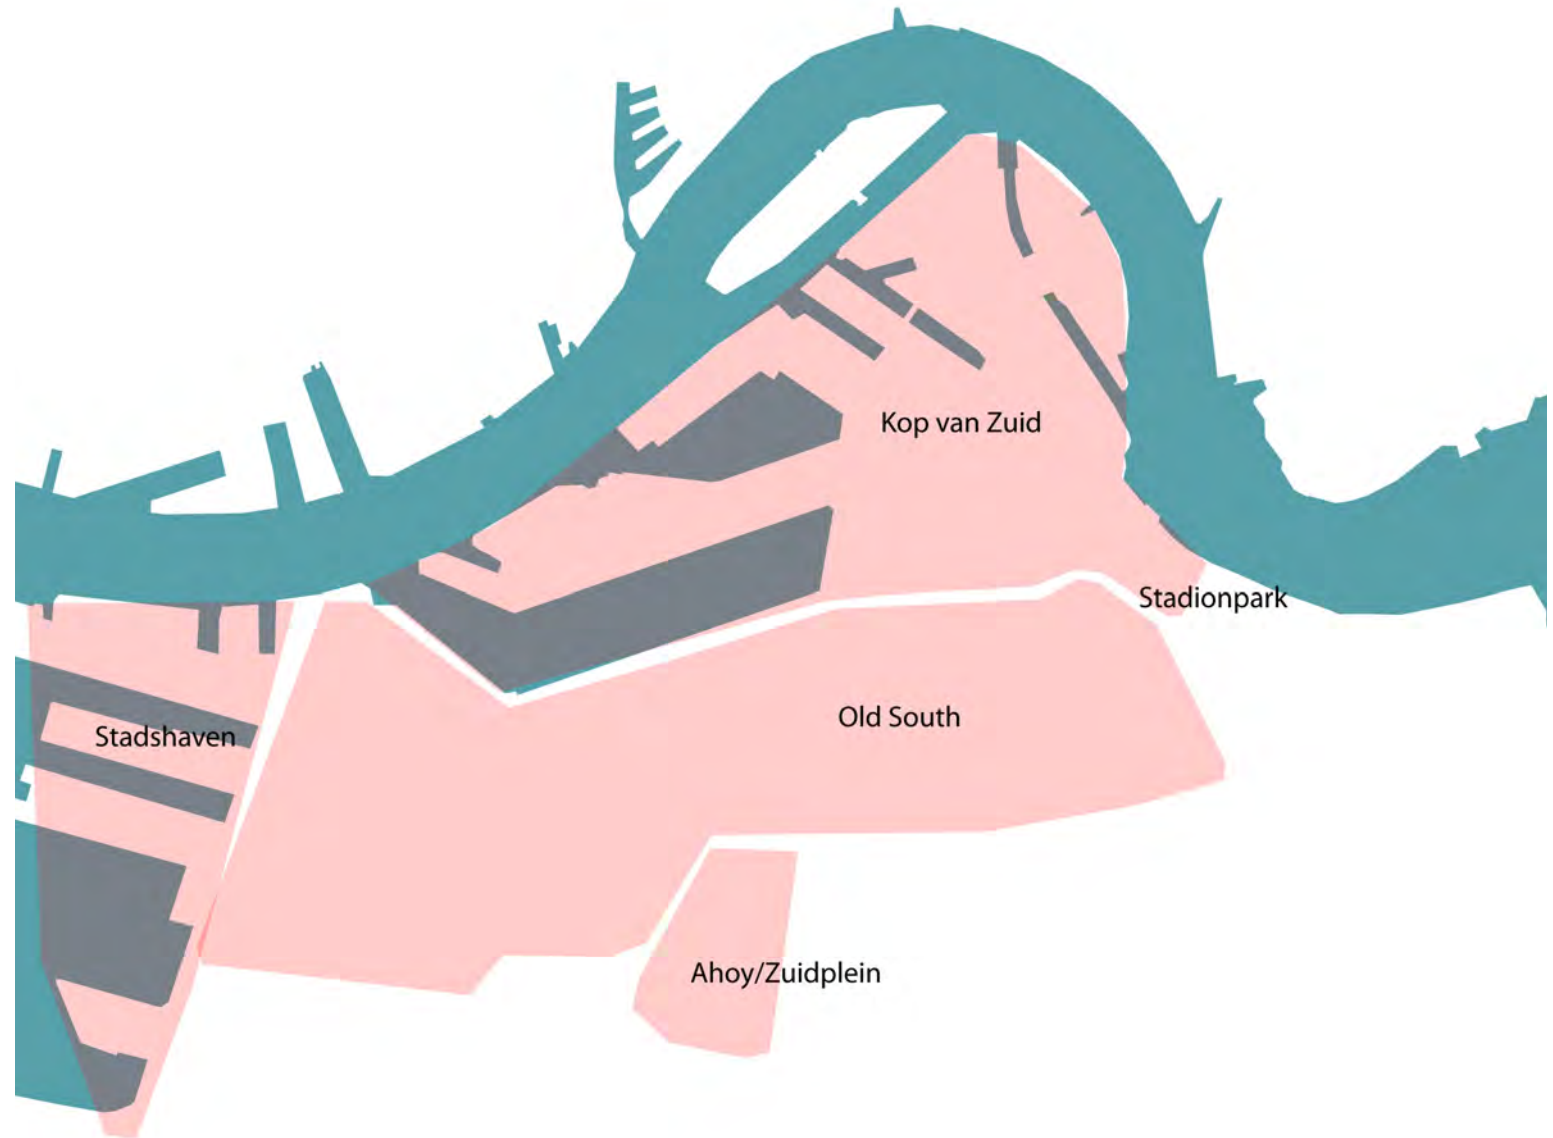 Kop van Zuid
Stadionpark
Old South
Stadshaven
Ahoy/Zuidplein